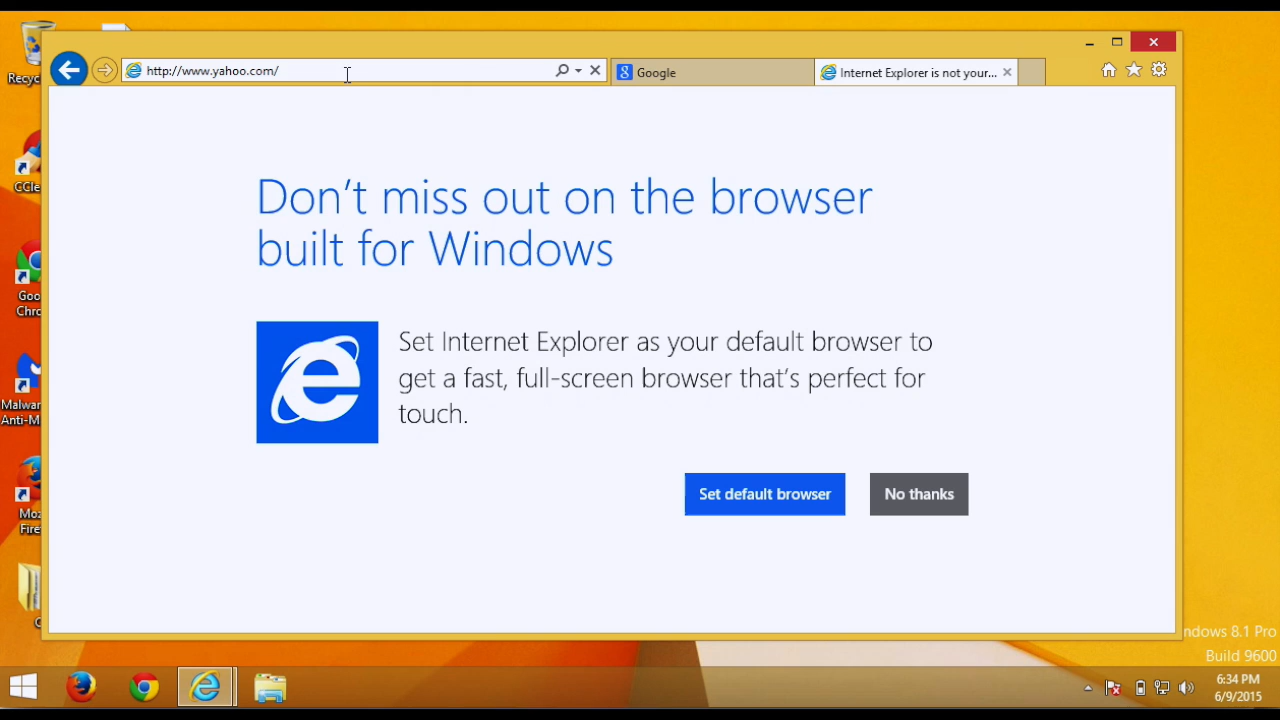 http://www.yahoo.com/
Google
Internet Explorer is not your...
Don't miss out on the browser
built for Windows
Set Internet Explorer as your default browser to
get a fast, full-screen browser that's perfect for
touch.
Set default browser
No thanks
Recyc
CCle
Goo
Chro
Malwar
Anti-M
Moz
Fire
ndows 8.1 Pro
Build 9600
6:34 PM
6/9/2015